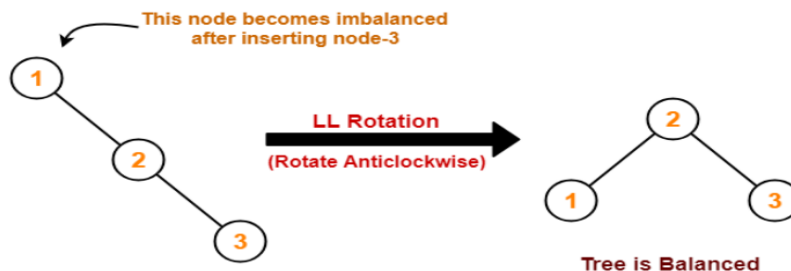 This node becomes imbalanced
after inserting node-3
1
2
3
LL Rotation
(Rotate Anticlockwise)
2
1
3
Tree is Balanced